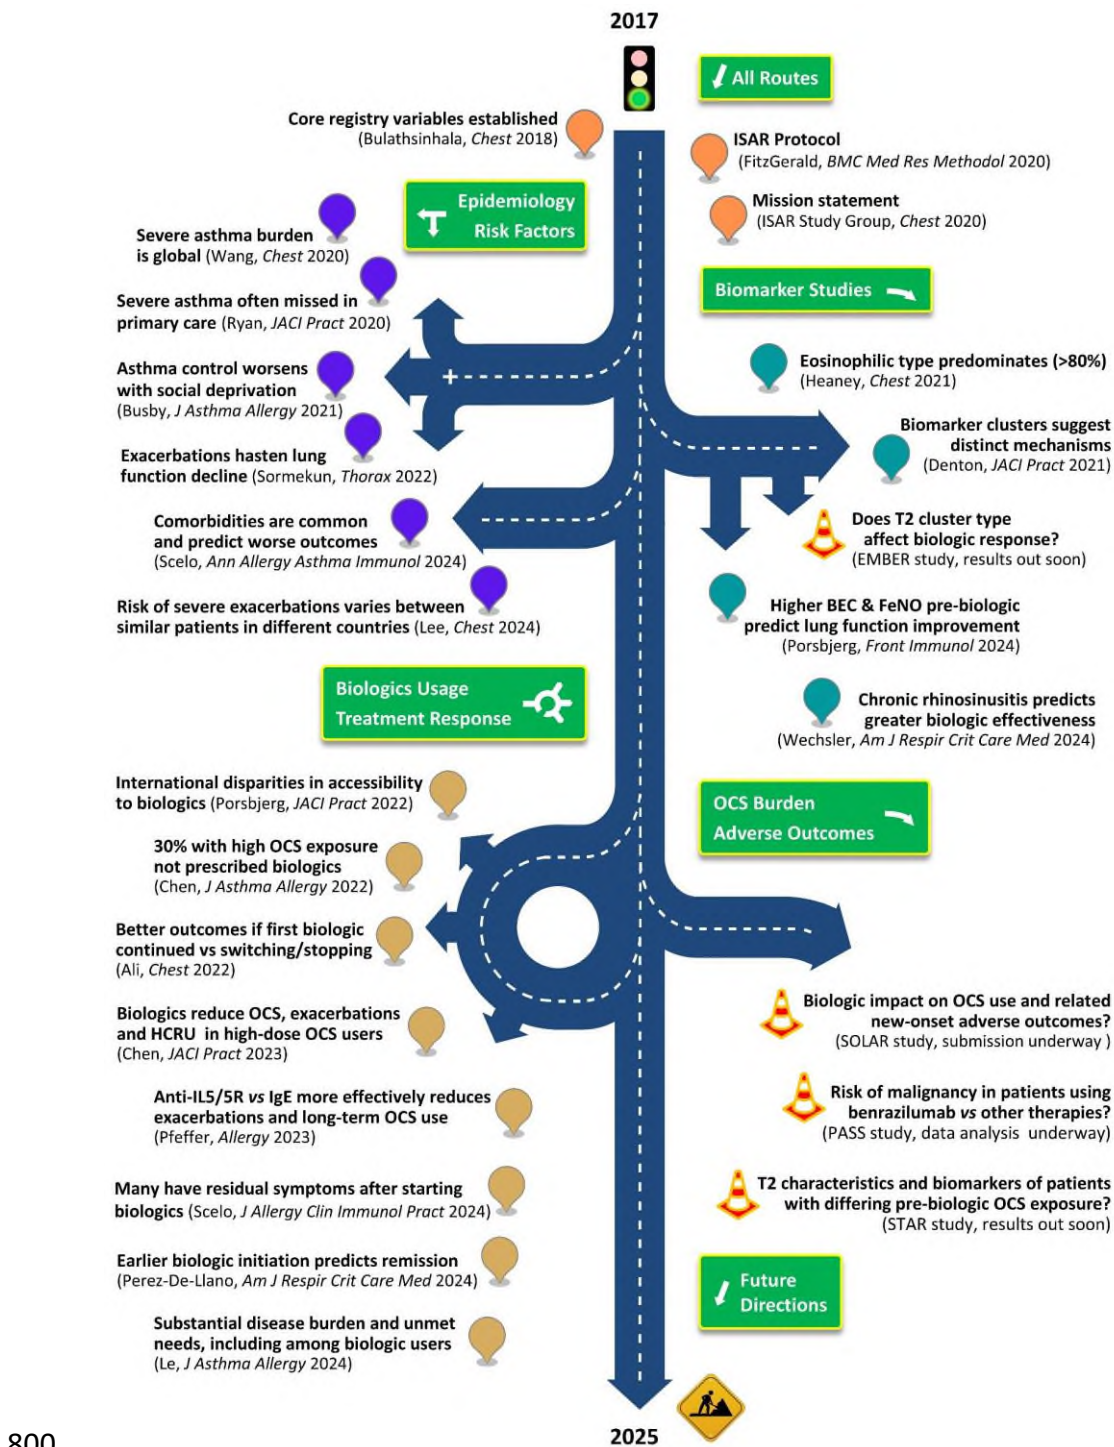 2017
All Routes
Core registry variables established
(Bulathsinhala, Chest 2018)
ISAR Protocol
(FitzGerald, BMC Med Res Methodol 2020)
Mission statement
(ISAR Study Group, Chest 2020)
Epidemiology
Risk Factors
Severe asthma burden
is global (Wang, Chest 2020)
Severe asthma often missed in
primary care (Ryan, JACI Pract 2020)
Asthma control worsens
with social deprivation
(Busby, J Asthma Allergy 2021)
Exacerbations hasten lung
function decline (Sormekun, Thorax 2022)
Comorbidities are common
and predict worse outcomes
(Scelo, Ann Allergy Asthma Immunol 2024)
Risk of severe exacerbations varies between
similar patients in different countries (Lee, Chest 2024)
Biomarker Studies
Eosinophilic type predominates (>80%)
(Heaney, Chest 2021)
Biomarker clusters suggest
distinct mechanisms
(Denton, JACI Pract 2021)
Does T2 cluster type
affect biologic response?
(EMBER study, results out soon)
Higher BEC & FeNO pre-biologic
predict lung function improvement
(Porsbjerg, Front Immunol 2024)
Chronic rhinosinusitis predicts
greater biologic effectiveness
(Wechsler, Am J Respir Crit Care Med 2024)
Biologics Usage
Treatment Response
International disparities in accessibility
to biologics (Porsbjerg, JACI Pract 2022)
30% with high OCS exposure
not prescribed biologics
(Chen, J Asthma Allergy 2022)
Better outcomes if first biologic
continued vs switching/stopping
(Ali, Chest 2022)
Biologics reduce OCS, exacerbations
and HCRU in high-dose OCS users
(Chen, JACI Pract 2023)
Anti-IL5/5R vs IgE more effectively reduces
exacerbations and long-term OCS use
(Pfeffer, Allergy 2023)
Many have residual symptoms after starting
biologics (Scelo, J Allergy Clin Immunol Pract 2024)
Earlier biologic initiation predicts remission
(Perez-De-Llano, Am J Respir Crit Care Med 2024)
Substantial disease burden and unmet
needs, including among biologic users
(Le, J Asthma Allergy 2024)
OCS Burden
Adverse Outcomes
Biologic impact on OCS use and related
new-onset adverse outcomes?
(SOLAR study, submission underway )
Risk of malignancy in patients using
benrazilumab vs other therapies?
(PASS study, data analysis underway)
T2 characteristics and biomarkers of patients
with differing pre-biologic OCS exposure?
(STAR study, results out soon)
Future
Directions
2025
800